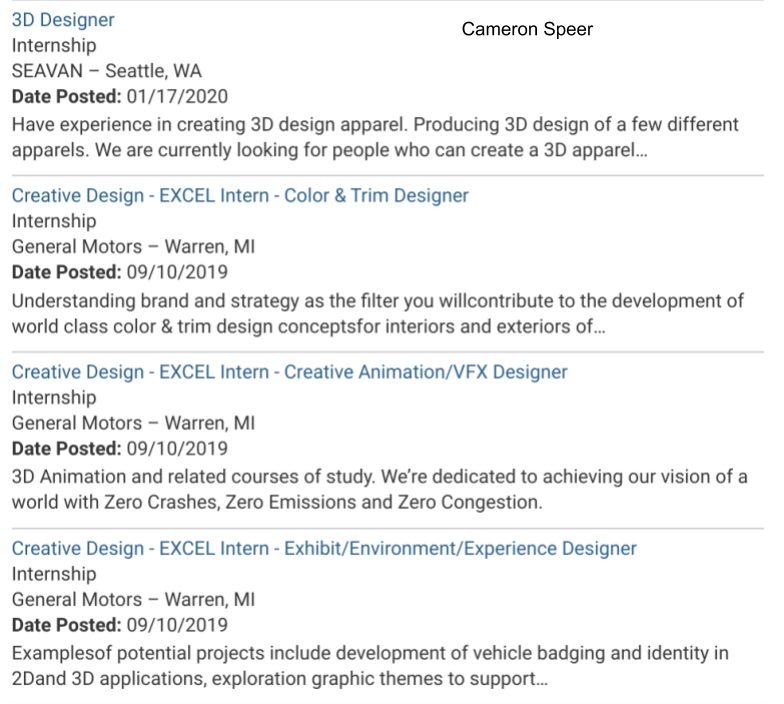 3D Designer
Cameron Speer
Internship
SEAVAN – Seattle, WA
Date Posted: 01/17/2020
Have experience in creating 3D design apparel. Producing 3D design of a few different
apparels. We are currently looking for people who can create a 3D apparel...
Creative Design - EXCEL Intern - Color & Trim Designer
Internship
General Motors – Warren, MI
Date Posted: 09/10/2019
Understanding brand and strategy as the filter you willcontribute to the development of
world class color & trim design conceptsfor interiors and exteriors of...
Creative Design - EXCEL Intern - Creative Animation/VFX Designer
Internship
General Motors – Warren, MI
Date Posted: 09/10/2019
3D Animation and related courses of study. We’re dedicated to achieving our vision of a
world with Zero Crashes, Zero Emissions and Zero Congestion.
Creative Design - EXCEL Intern - Exhibit/Environment/Experience Designer
Internship
General Motors – Warren, MI
Date Posted: 09/10/2019
Examplesof potential projects include development of vehicle badging and identity in
2Dand 3D applications, exploration graphic themes to support...